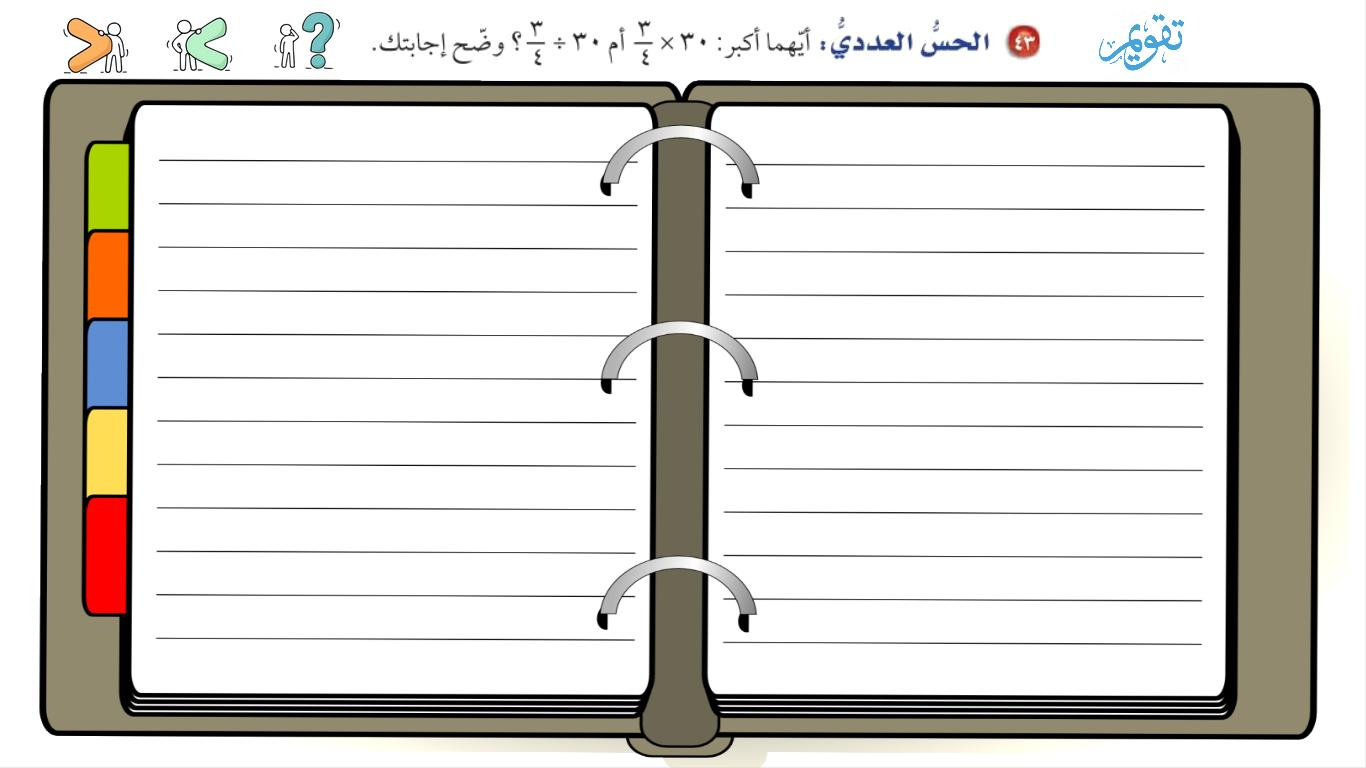 تقويم
٤٣ الحسُّ العدديُّ: أيّهما أكبر: ٣٠ × ٣/٤ أم ٣٠ ÷ ٣/٤ ؟ وضّح إجابتك.